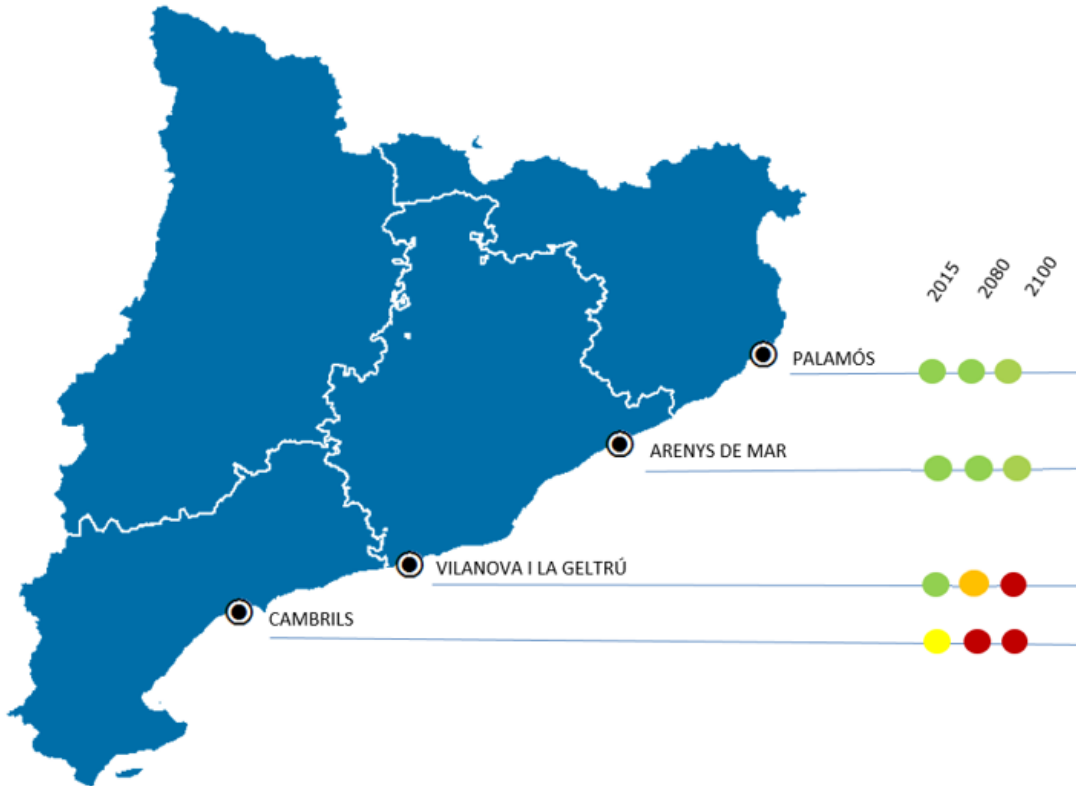 2015
2080
2100
PALAMÓS
ARENYS DE MAR
VILANOVA I LA GELTRÚ
CAMBRILS